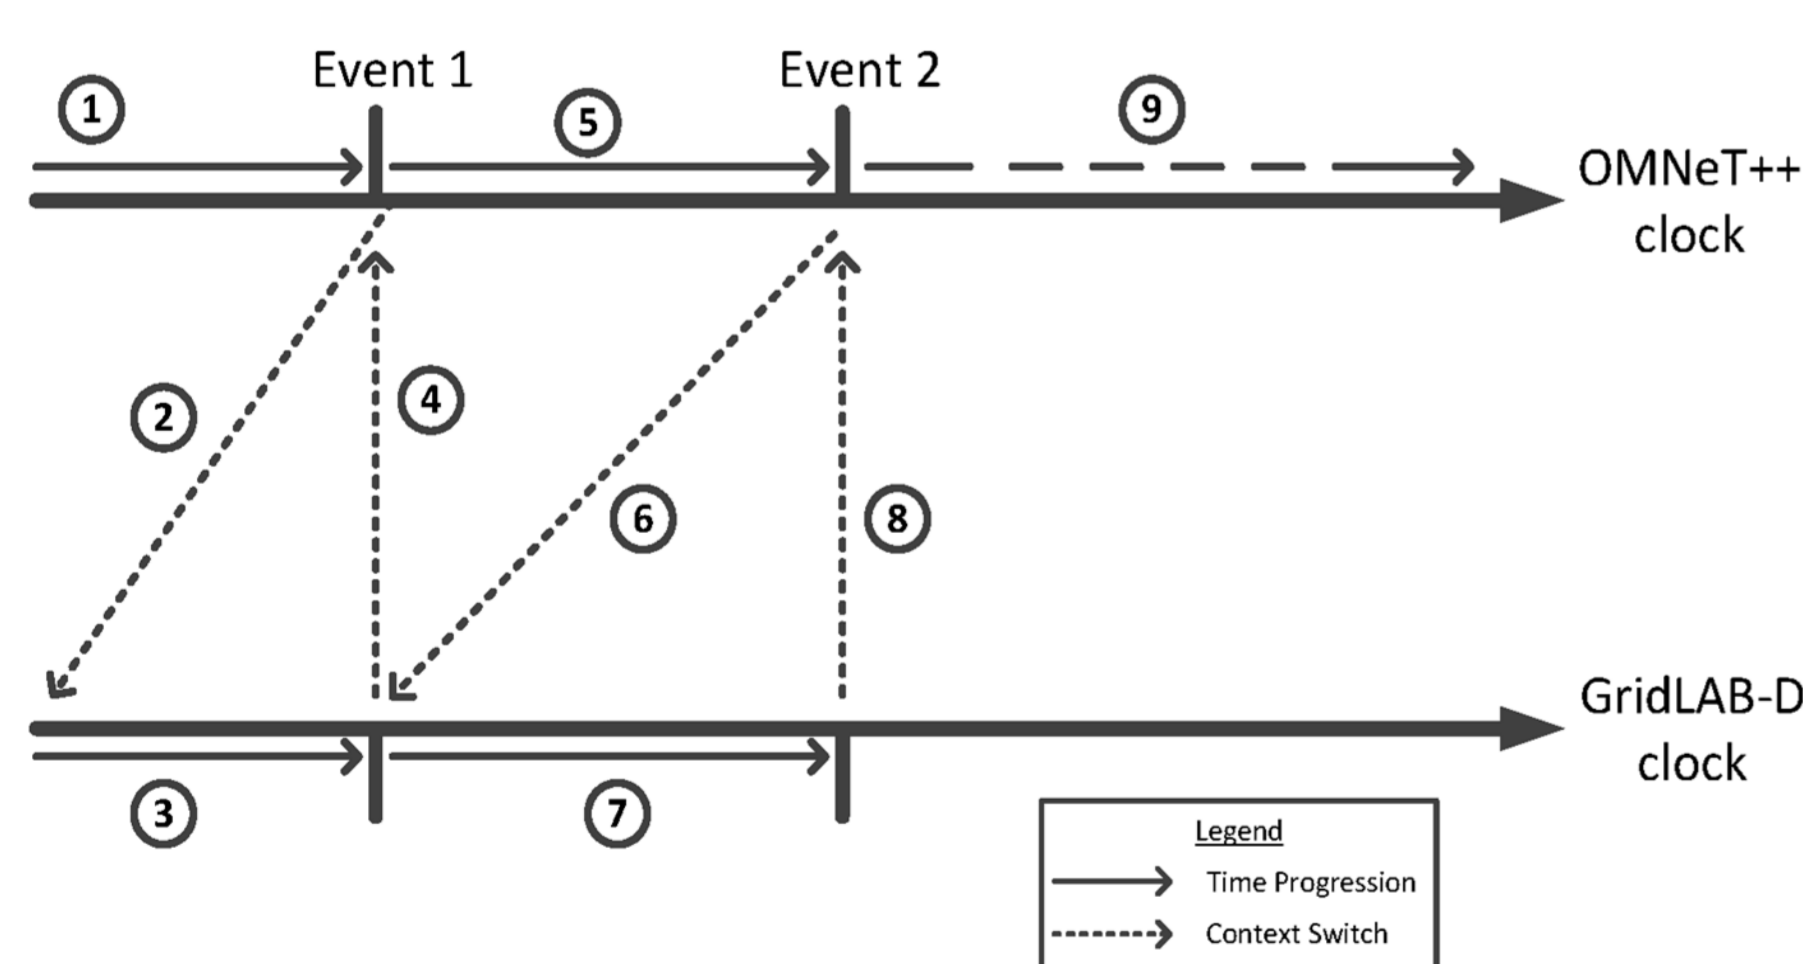 Event 1
Event 2
1
5
9
OMNeT++
clock
2
4
6
8
GridLAB-D
clock
3
7
Legend
Time Progression
Context Switch